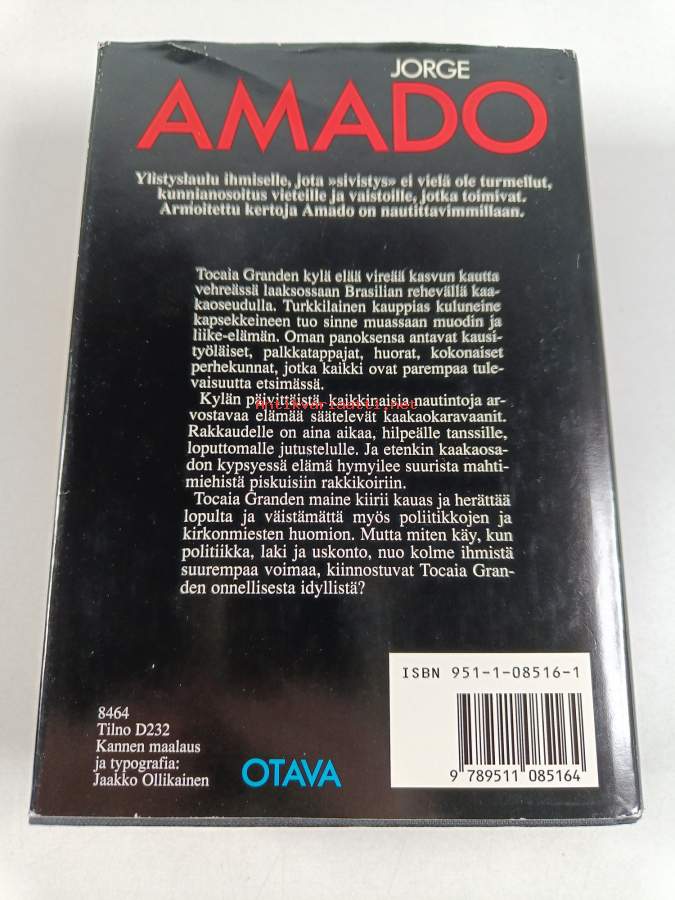 JORGE
AMADO
Ylistyslaulu ihmiselle, jota »sivistys» ei vielä ole turmellut,
kunnianosoitus vieteille ja vaistoille, jotka toimivat.
Armoitettu kertoja Amado on nautittavimmillaan.
Tocaia Granden kylä elää vireää kasvun kautta
vehreässä laaksossaan Brasilian rehevällä kaa-
kaoseudulla. Turkkilainen kauppias kuluneine
kapsekkeineen tuo sinne muassaan muodin ja
liike-elämän. Oman panoksensa antavat kausi-
työläiset, palkkatappajat, huorat, kokonaiset
perhekunnat, jotka kaikki ovat parempaa tule-
vaisuutta etsimässä.
Kylän päivittäistä, kaikkinaisia nautintoja ar-
antikvariaatti.net
vostavaa elämää säätelevät kaakaokaravaanit.
Rakkaudelle on aina aikaa, hilpeälle tanssille,
loputtomalle jutustelulle. Ja etenkin kaakaosa-
don kypsyessä elämä hymyilee suurista mahti-
miehistä piskuisiin rakkikoiriin.
Tocaia Granden maine kiirii kauas ja herättää
lopulta ja väistämättä myös poliitikkojen ja
kirkonmiesten huomion. Mutta miten käy, kun
politiikka, laki ja uskonto, nuo kolme ihmistä
suurempaa voimaa, kiinnostuvat Tocaia Gran-
den onnellisesta idyllistä?
ISBN 951-1-08516-1
8464
Tilno D232
Kannen maalaus
ja typografia:
Jaakko Ollikainen
OTAVA
9 789511 085164